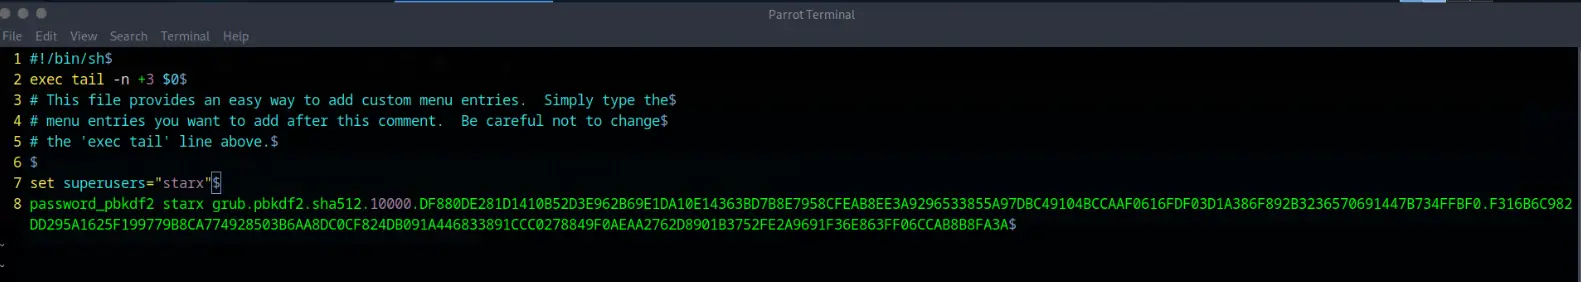 Parrot Terminal
File Edit View Search Terminal Help
1 #!/bin/sh$
2 exec tail -n +3 $0$
3 # This file provides an easy way to add custom menu entries.  Simply type the$
4 # menu entries you want to add after this comment.  Be careful not to change$
5 # the 'exec tail' line above.$
6 $
7 set superusers="starx"$
8 password_pbkdf2 starx grub.pbkdf2.sha512.10000.DF880DE281D1410B52D3E962B69E1DA10E14363BD7B8E7958CFEAB8EE3A9296533855A97DBC49104BCCAAF0616FDF03D1A386F892B3236570691447B734FFBF0.F316B6C982
DD295A1625F199779B8CA774928503B6AA8DC0CF824DB091A446833891CCC0278849F0AEAA2762D8901B3752FE2A9691F36E863FF06CCAB8B8FA3A$
~
~